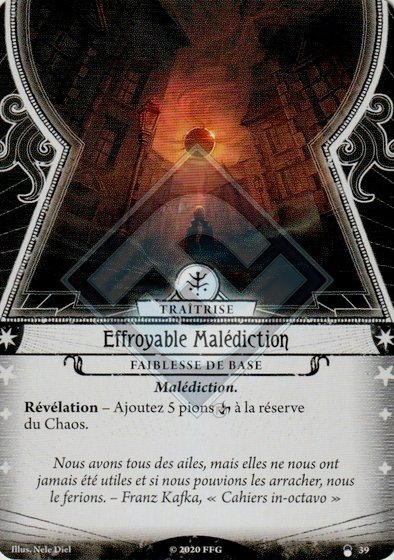 TRAÎTRISE
Effroyable Malédiction
FAIBLESSE DE BASE
Malédiction.
Révélation – Ajoutez 5 pions à la réserve
du Chaos.
Nous avons tous des ailes, mais elles ne nous ont
jamais été utiles et si nous pouvions les arracher, nous
le ferions. – Franz Kafka, « Cahiers in-octavo »
Illus. Nele Diel © 2020 FFG 39